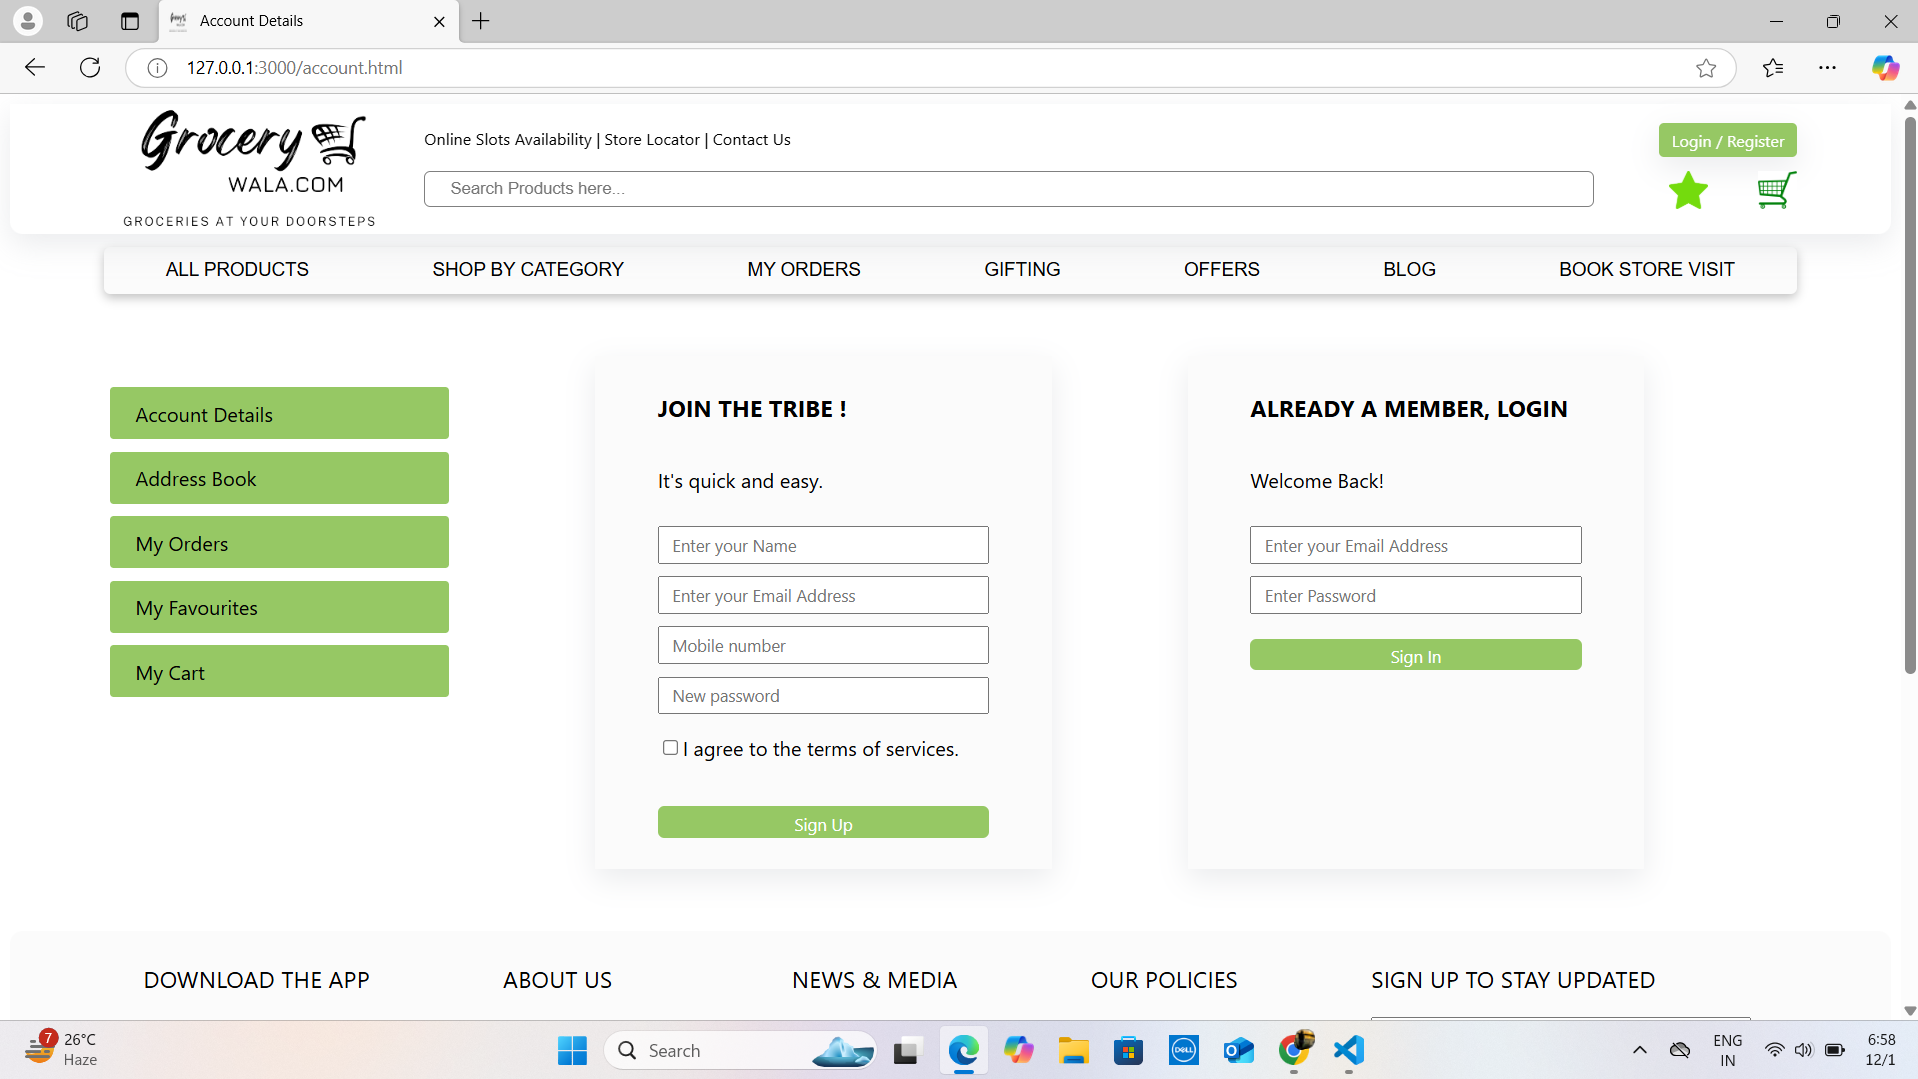 Account Details
127.0.0.1:3000/account.html
Grocery
WALA.COM
GROCERIES AT YOUR DOORSTEPS
Online Slots Availability | Store Locator | Contact Us
Search Products here...
Login / Register
ALL PRODUCTS
SHOP BY CATEGORY
MY ORDERS
GIFTING
OFFERS
BLOG
BOOK STORE VISIT
Account Details
Address Book
My Orders
My Favourites
My Cart
JOIN THE TRIBE !
It's quick and easy.
Enter your Name
Enter your Email Address
Mobile number
New password
I agree to the terms of services.
Sign Up
ALREADY A MEMBER, LOGIN
Welcome Back!
Enter your Email Address
Enter Password
Sign In
DOWNLOAD THE APP
ABOUT US
NEWS & MEDIA
OUR POLICIES
SIGN UP TO STAY UPDATED
7
26°C
Haze
Search
DELL
ENG
IN
6:58
12/1